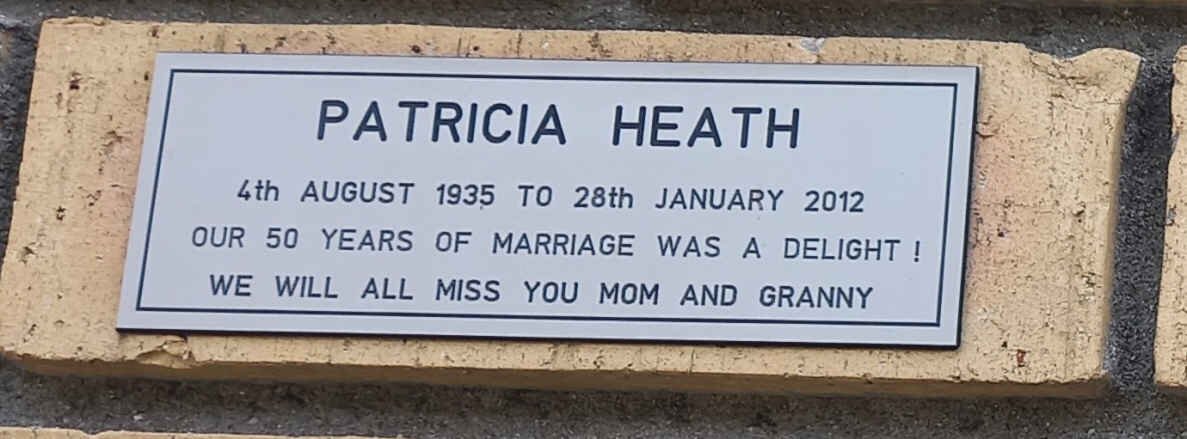 PATRICIA HEATH
4th AUGUST 1935 TO 28th JANUARY 2012
OUR 50 YEARS OF MARRIAGE WAS A DELIGHT !
WE WILL ALL MISS YOU MOM AND GRANNY